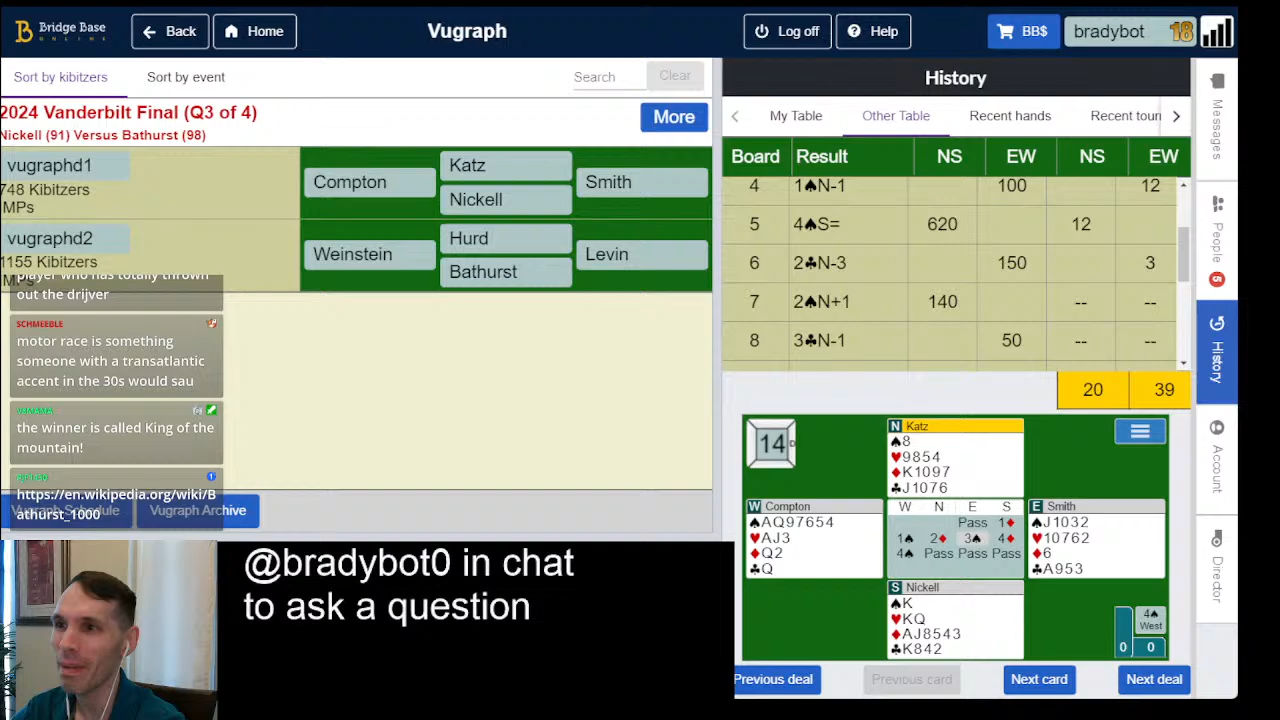 Bridge Base
ONLINE
Back
Home
Vugraph
Log off
Help
BB$
bradybot
18
Sort by kibitzers
Sort by event
Search
Clear
2024 Vanderbilt Final (Q3 of 4)
Nickell (91) Versus Bathurst (98)
More
vugraphd1
748 Kibitzers
MPs
Compton
Katz
Nickell
Smith
vugraphd2
1155 Kibitzers
MPs
Weinstein
Hurd
Bathurst
Levin
player who has totally thrown
out the drijver
SCHMEEBLE
motor race is something
someone with a transatlantic
accent in the 30s would sau
the winner is called King of the
mountain!
https://en.wikipedia.org/wiki/B
athurst_1000
Vugraph Schedule
Vugraph Archive
@bradybot0 in chat
to ask a question
History
My Table
Other Table
Recent hands
Recent tourn
Board Result NS EW NS EW
4 1♠N-1 100 12
5 4♠S= 620 12
6 2♣N-3 150 3
7 2♠N+1 140 -- --
8 3♣N-1 50 -- --
20 39
14
D
N Katz
♠8
♥9854
♦K1097
♣J1076
W Compton
♠AQ97654
♥AJ3
♦Q2
♣Q
W N E S
Pass 1♦
1♠ 2♦ 3♠ 4♦
4♠ Pass Pass Pass
E Smith
♠J1032
♥10762
♦6
♣A953
S Nickell
♠K
♥KQ
♦AJ8543
♣K842
4♠
West
0 0
Previous deal
Previous card
Next card
Next deal
Messages
People
5
History
Account
Director